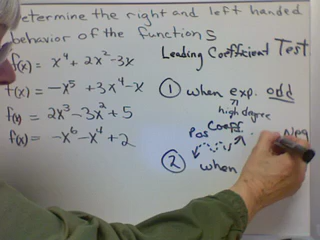 Determine the right and left handed
behavior of the functions
f(x) = x⁴ + 2x² - 3x
f(x) = -x⁵ + 3x⁴ - x
f(x) = 2x³ - 3x² + 5
f(x) = -x⁶ - x⁴ + 2
Leading Coefficient Test
① when exp. odd
high degree
Coeff
Pos Neg
② when